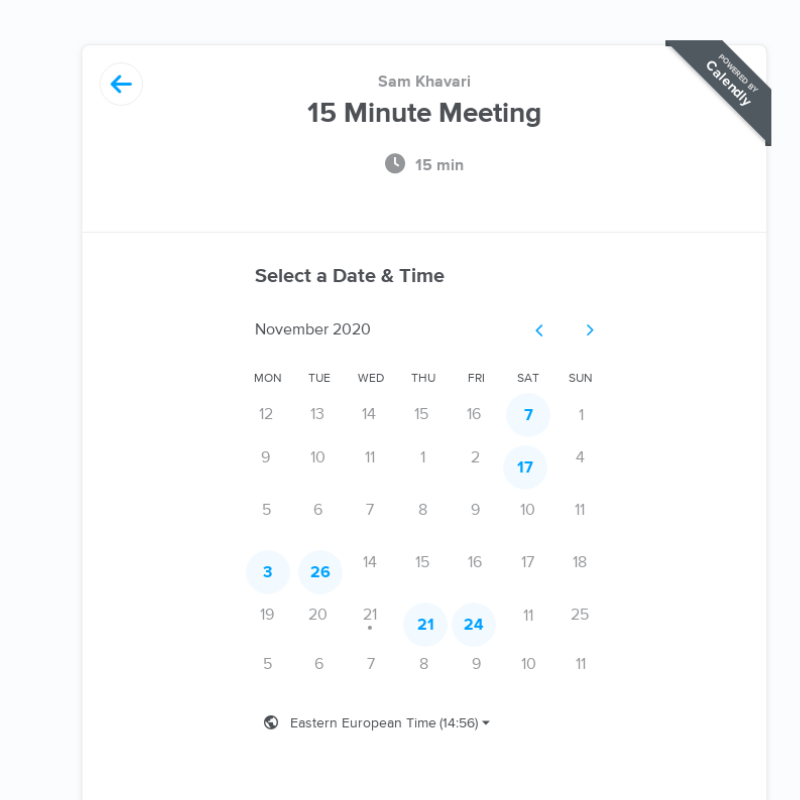 POWERED BY
Calendly
Sam Khavari
15 Minute Meeting
15 min
Select a Date & Time
November 2020
MON TUE WED THU FRI SAT SUN
12 13 14 15 16 7 1
9 10 11 1 2 17 4
5 6 7 8 9 10 11
3 26 14 15 16 17 18
19 20 21 21 24 11 25
5 6 7 8 9 10 11
Eastern European Time (14:56)